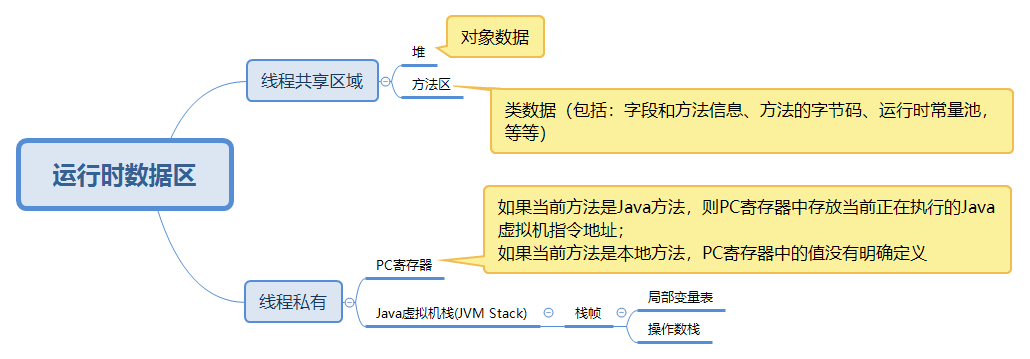 对象数据
堆
线程共享区域
方法区
类数据（包括：字段和方法信息、方法的字节码、运行时常量池，
等等）
运行时数据区
如果当前方法是Java方法，则PC寄存器中存放当前正在执行的Java
虚拟机指令地址；
如果当前方法是本地方法，PC寄存器中的值没有明确定义
PC寄存器
线程私有
Java虚拟机栈(JVM Stack)
栈帧
局部变量表
操作数栈